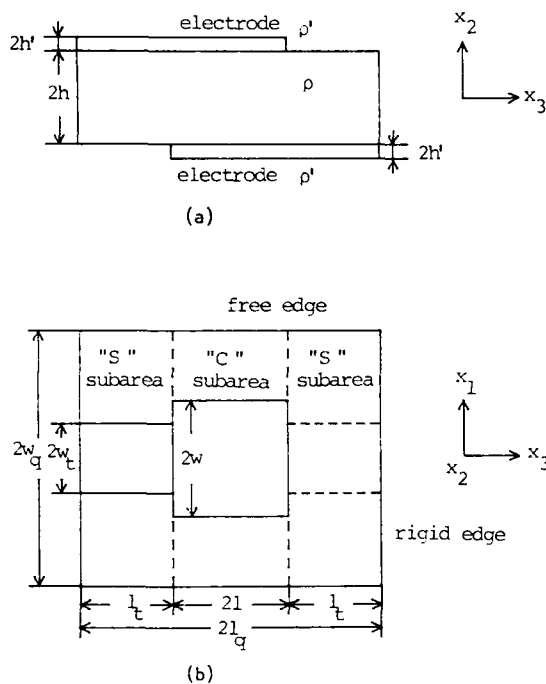 electrode ρ'
2h'
x2
2h
ρ
x3
2h'
electrode ρ'
(a)
free edge
"S" "C" "S"
subarea subarea subarea
x1
2wq
2wt
2w
x3
x2
rigid edge
lt 2l lt
2lq
(b)